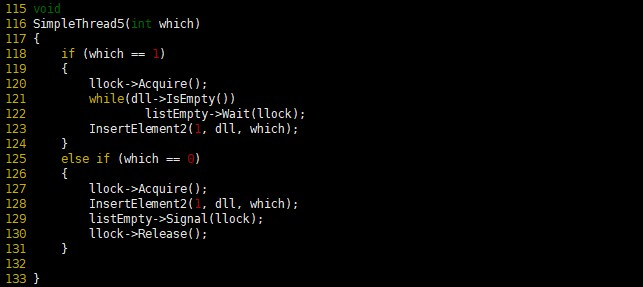 115 void
116 SimpleThread5(int which)
117 {
118     if (which == 1)
119     {
120         llock->Acquire();
121         while(dll->IsEmpty())
122                 listEmpty->Wait(llock);
123         InsertElement2(1, dll, which);
124     }
125     else if (which == 0)
126     {
127         llock->Acquire();
128         InsertElement2(1, dll, which);
129         listEmpty->Signal(llock);
130         llock->Release();
131     }
132
133 }